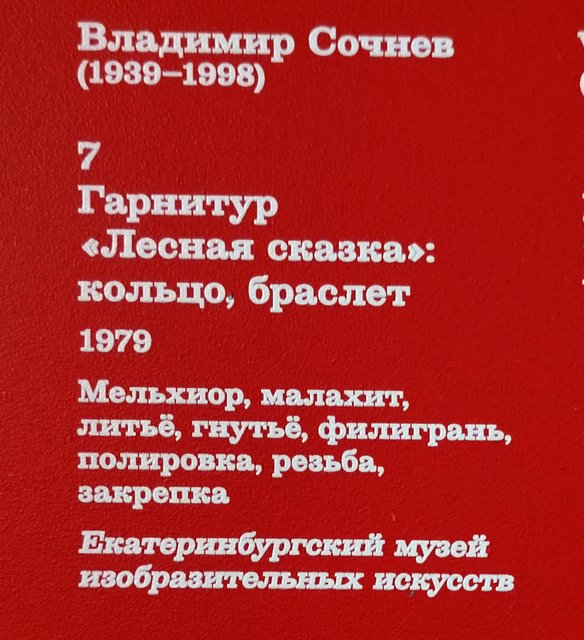 Владимир Сочнев
(1939–1998)
7
Гарнитур
«Лесная сказка»:
кольцо, браслет
1979
Мельхиор, малахит,
литьё, гнутьё, филигрань,
полировка, резьба,
закрепка
Екатеринбургский музей
изобразительных искусств